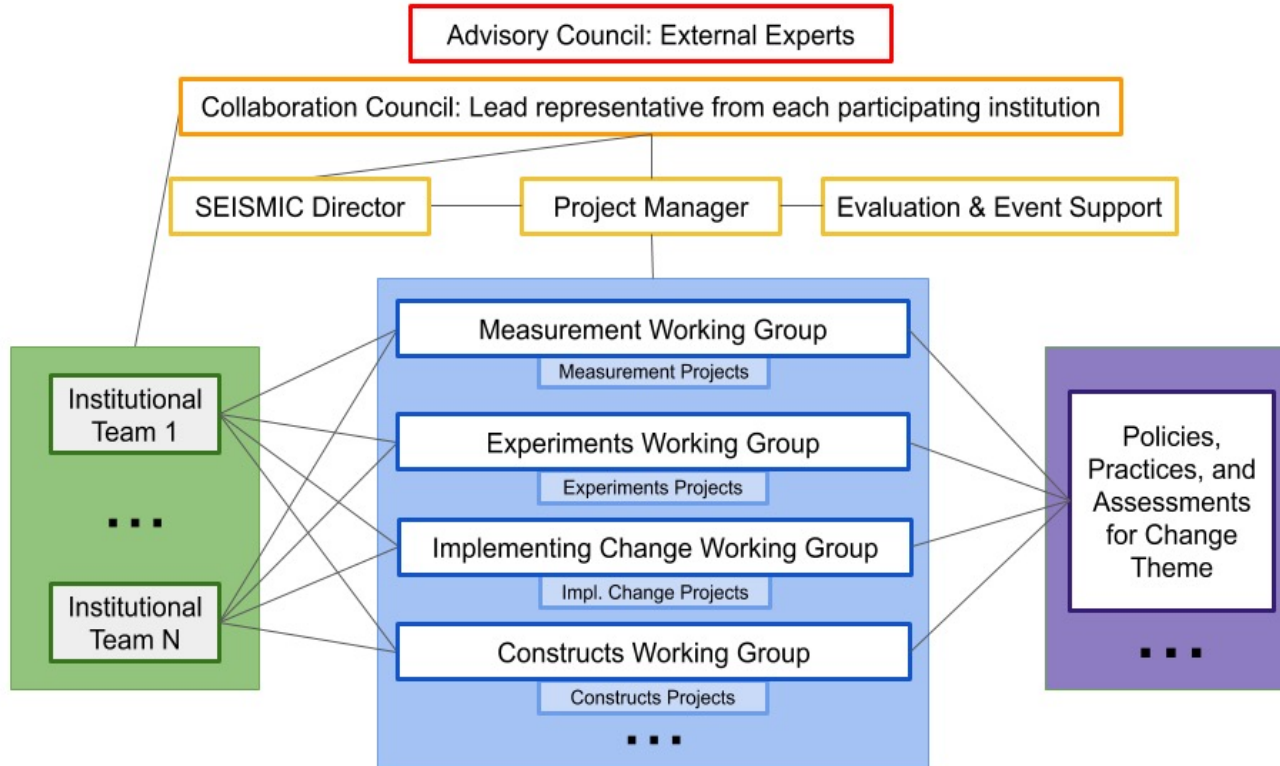 Advisory Council: External Experts
Collaboration Council: Lead representative from each participating institution
SEISMIC Director
Project Manager
Evaluation & Event Support
Institutional
Team 1
...
Institutional
Team N
Measurement Working Group
Measurement Projects
Experiments Working Group
Experiments Projects
Implementing Change Working Group
Impl. Change Projects
Constructs Working Group
Constructs Projects
...
Policies,
Practices, and
Assessments
for Change
Theme
...